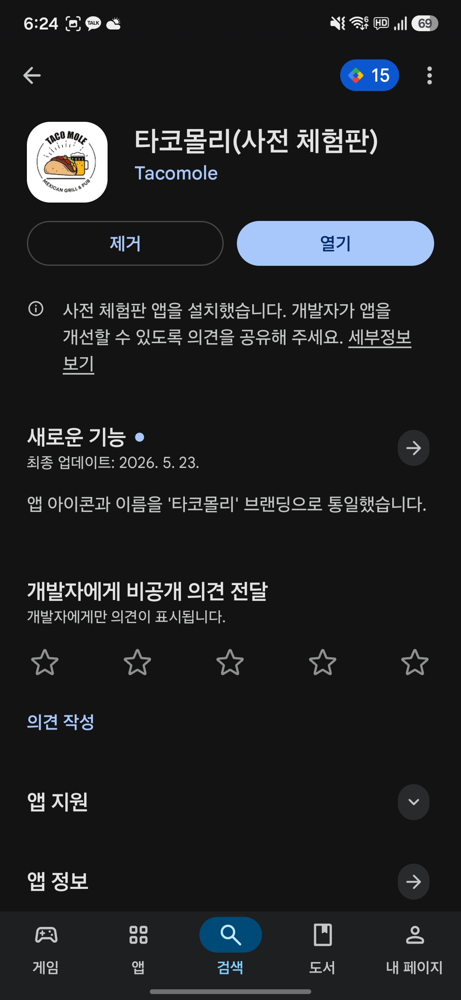 6:24 TALK 6 HD 69
15
TACO MOLE
MEXICAN GRILL & PUB
타코몰리(사전 체험판)
Tacomole
제거
열기
사전 체험판 앱을 설치했습니다. 개발자가 앱을
개선할 수 있도록 의견을 공유해 주세요. 세부정보
보기
새로운 기능
최종 업데이트: 2026. 5. 23.
앱 아이콘과 이름을 '타코몰리' 브랜딩으로 통일했습니다.
개발자에게 비공개 의견 전달
개발자에게만 의견이 표시됩니다.
의견 작성
앱 지원
앱 정보
게임
앱
검색
도서
내 페이지